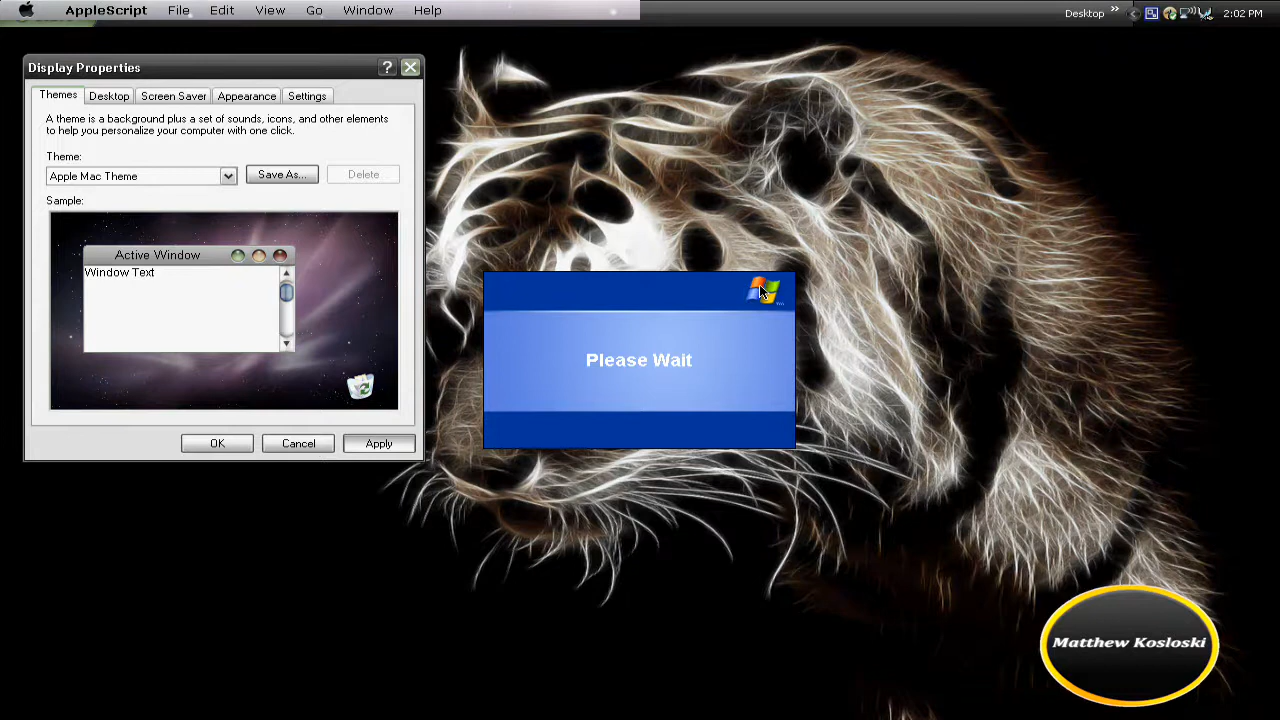 AppleScript File Edit View Go Window Help
Desktop » 2:02 PM
Display Properties ?
Themes Desktop Screen Saver Appearance Settings
A theme is a background plus a set of sounds, icons, and other elements
to help you personalize your computer with one click.
Theme:
Apple Mac Theme Save As... Delete
Sample:
Active Window
Window Text
OK Cancel Apply
Please Wait
Matthew Kosloski